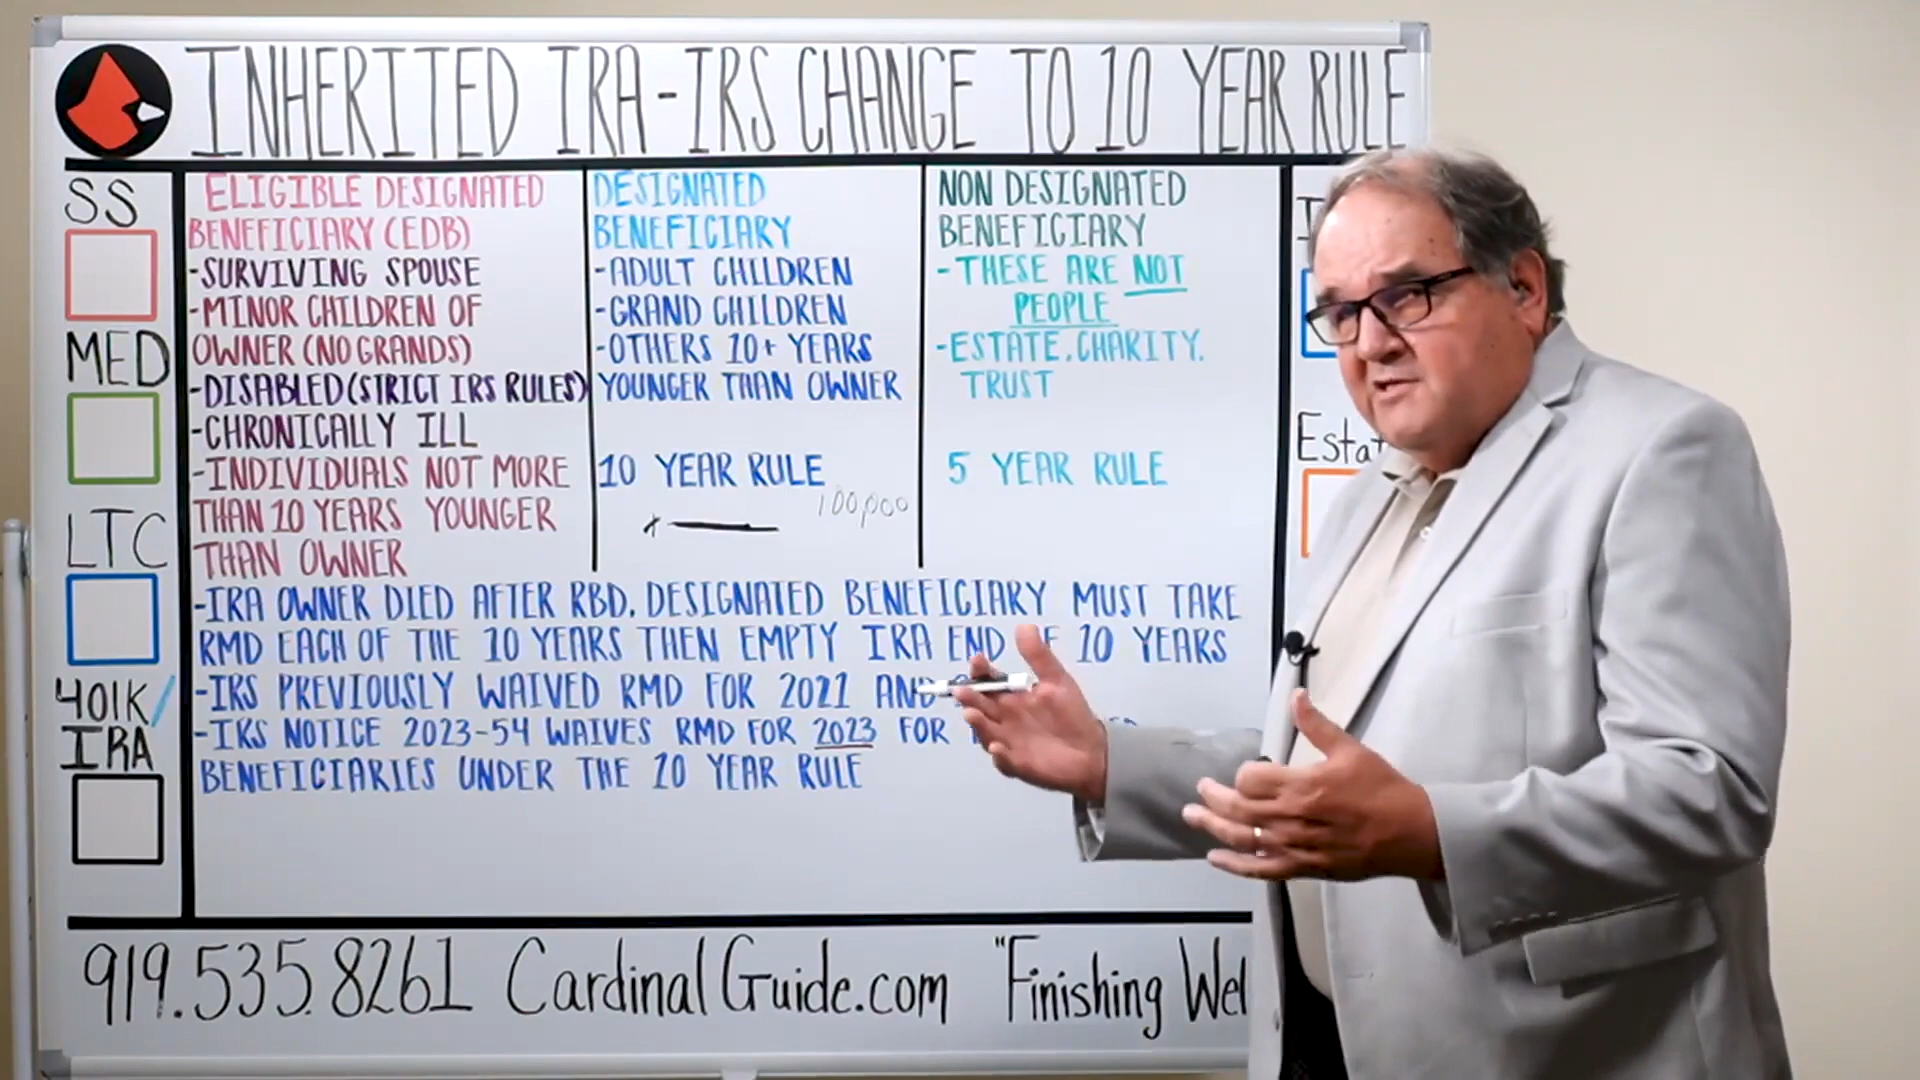 INHERITED IRA-IRS CHANGE TO 10 YEAR RULE
SS
MED
LTC
401K/
IRA
ELIGIBLE DESIGNATED
BENEFICIARY (EDB)
-SURVIVING SPOUSE
-MINOR CHILDREN OF
OWNER (NO GRANDS)
-DISABLED (STRICT IRS RULES)
-CHRONICALLY ILL
-INDIVIDUALS NOT MORE
THAN 10 YEARS YOUNGER
THAN OWNER
DESIGNATED
BENEFICIARY
-ADULT CHILDREN
-GRAND CHILDREN
-OTHERS 10+ YEARS
YOUNGER THAN OWNER
10 YEAR RULE
100,000
NON DESIGNATED
BENEFICIARY
-THESE ARE NOT
PEOPLE
-ESTATE, CHARITY,
TRUST
5 YEAR RULE
-IRA OWNER DIED AFTER RBD, DESIGNATED BENEFICIARY MUST TAKE
RMD EACH OF THE 10 YEARS THEN EMPTY IRA END OF 10 YEARS
-IRS PREVIOUSLY WAIVED RMD FOR 2021 AND
-IRS NOTICE 2023-54 WAIVES RMD FOR 2023 FOR
BENEFICIARIES UNDER THE 10 YEAR RULE
Estat
919.535.8261 CardinalGuide.com "Finishing Wel